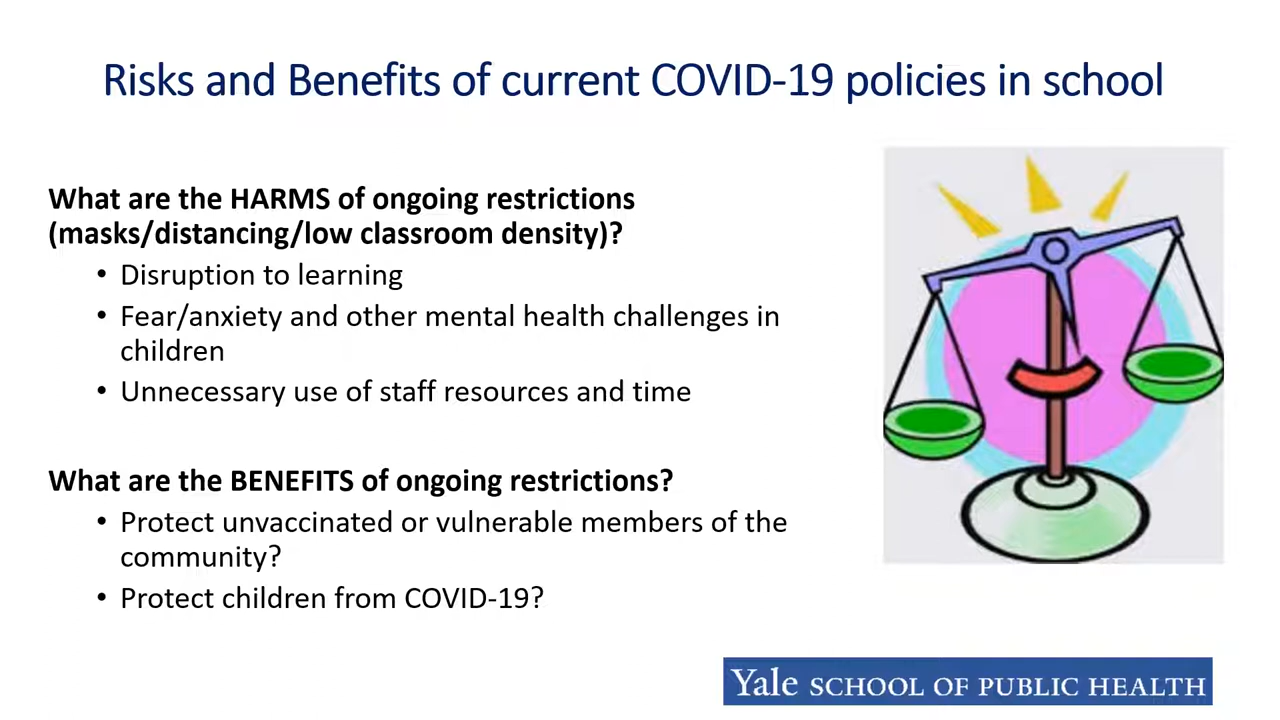 Risks and Benefits of current COVID-19 policies in school
What are the HARMS of ongoing restrictions
(masks/distancing/low classroom density)?
• Disruption to learning
• Fear/anxiety and other mental health challenges in
children
• Unnecessary use of staff resources and time
What are the BENEFITS of ongoing restrictions?
• Protect unvaccinated or vulnerable members of the
community?
• Protect children from COVID-19?
Yale SCHOOL OF PUBLIC HEALTH